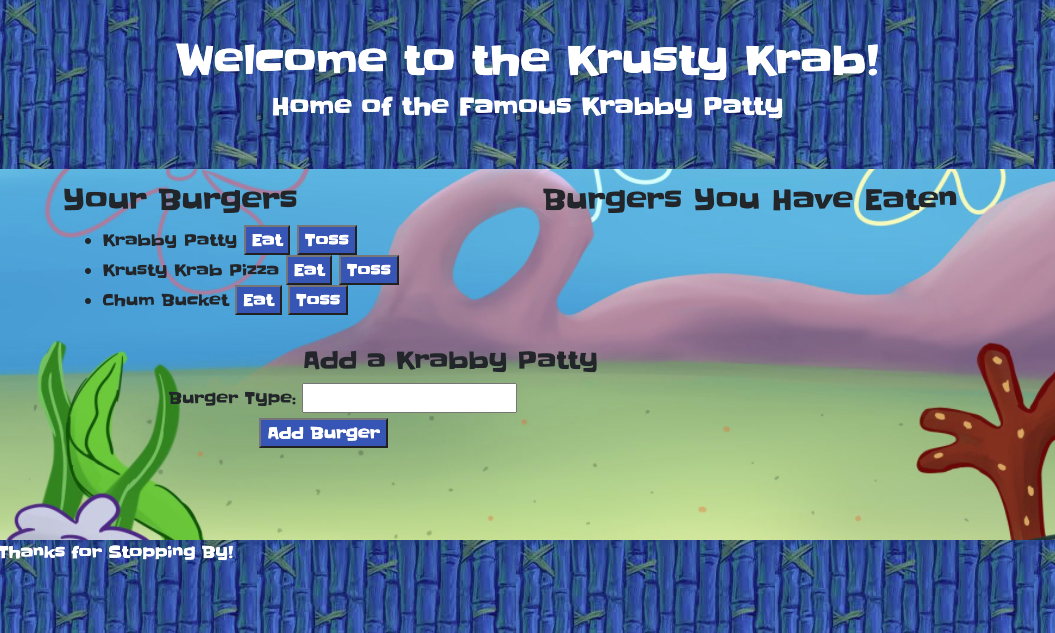 Welcome to the Krusty Krab!
Home of the Famous Krabby Patty
Your Burgers
Krabby Patty Eat Toss
Krusty Krab Pizza Eat Toss
Chum Bucket Eat Toss
Burgers You Have Eaten
Add a Krabby Patty
Burger Type:
Add Burger
Thanks for Stopping By!